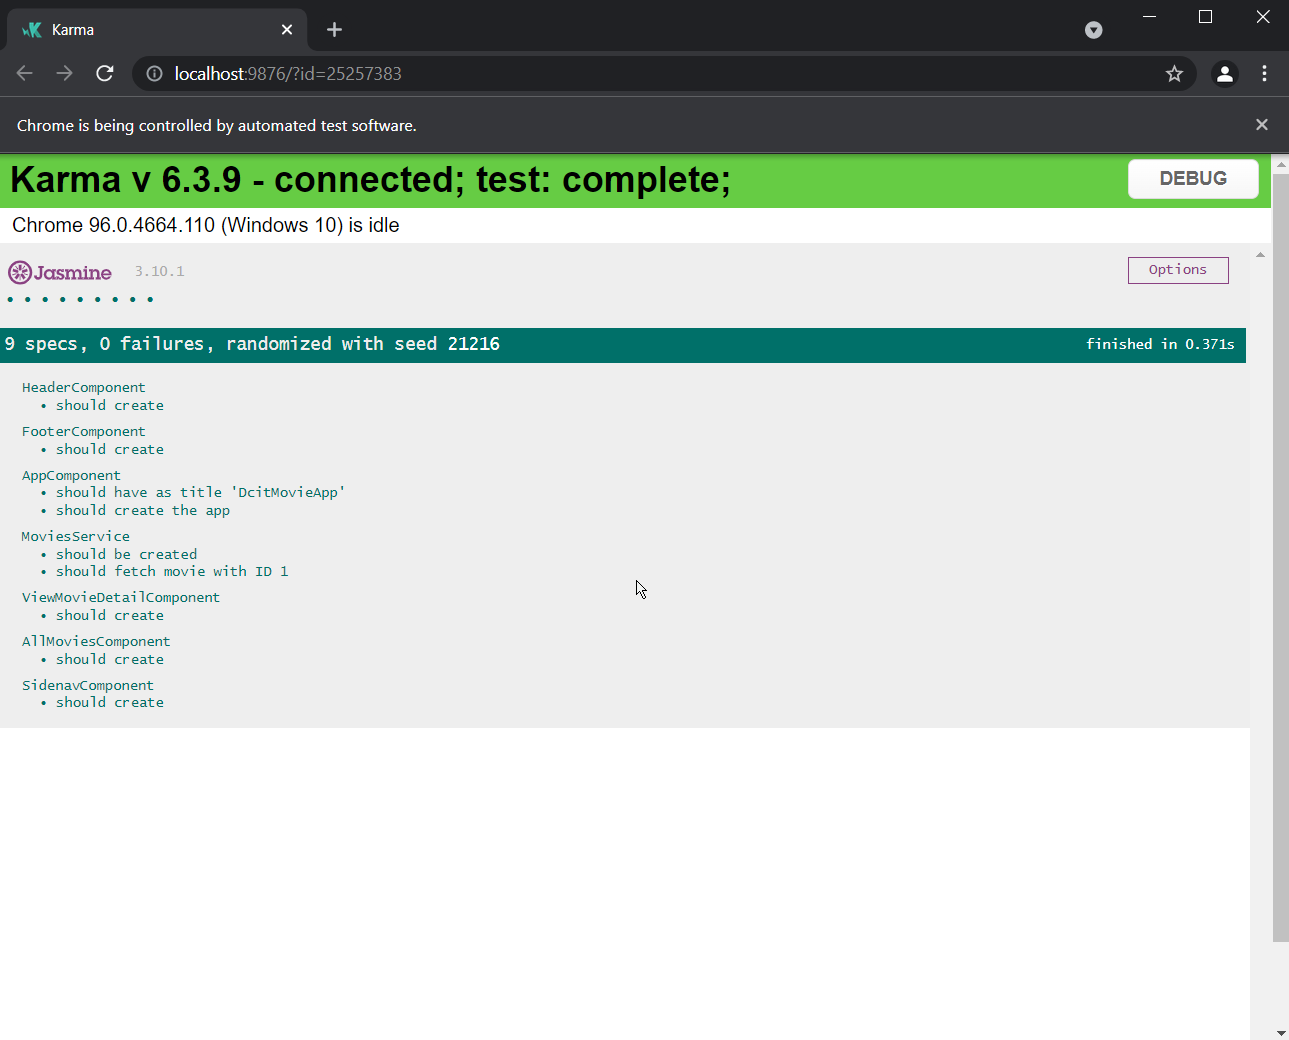 Karma
localhost:9876/?id=25257383
Chrome is being controlled by automated test software.
Karma v 6.3.9 - connected; test: complete;
DEBUG
Chrome 96.0.4664.110 (Windows 10) is idle
Jasmine 3.10.1
Options
• • • • • • • • •
9 specs, 0 failures, randomized with seed 21216
finished in 0.371s
HeaderComponent
• should create
FooterComponent
• should create
AppComponent
• should have as title 'DcitMovieApp'
• should create the app
MoviesService
• should be created
• should fetch movie with ID 1
ViewMovieDetailComponent
• should create
AllMoviesComponent
• should create
SidenavComponent
• should create